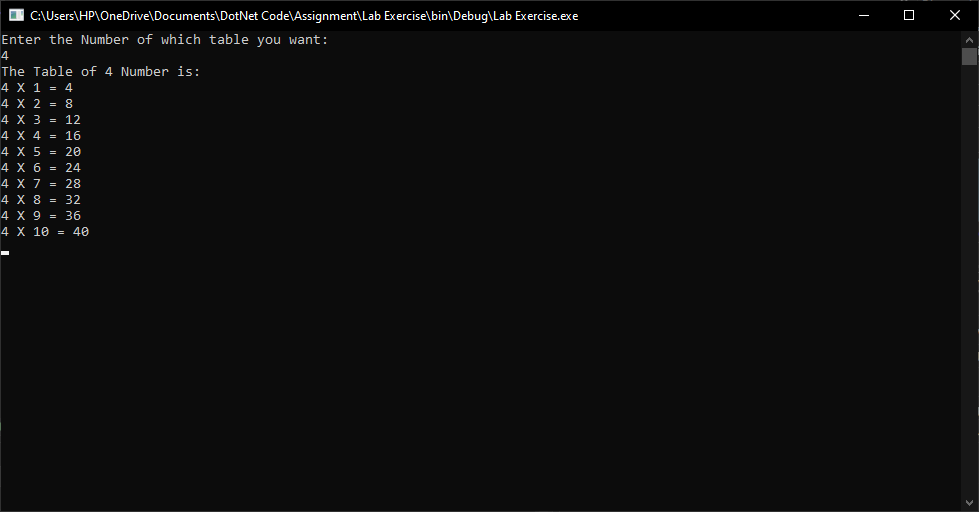 C:\Users\HP\OneDrive\Documents\DotNet Code\Assignment\Lab Exercise\bin\Debug\Lab Exercise.exe
Enter the Number of which table you want:
4
The Table of 4 Number is:
4 X 1 = 4
4 X 2 = 8
4 X 3 = 12
4 X 4 = 16
4 X 5 = 20
4 X 6 = 24
4 X 7 = 28
4 X 8 = 32
4 X 9 = 36
4 X 10 = 40